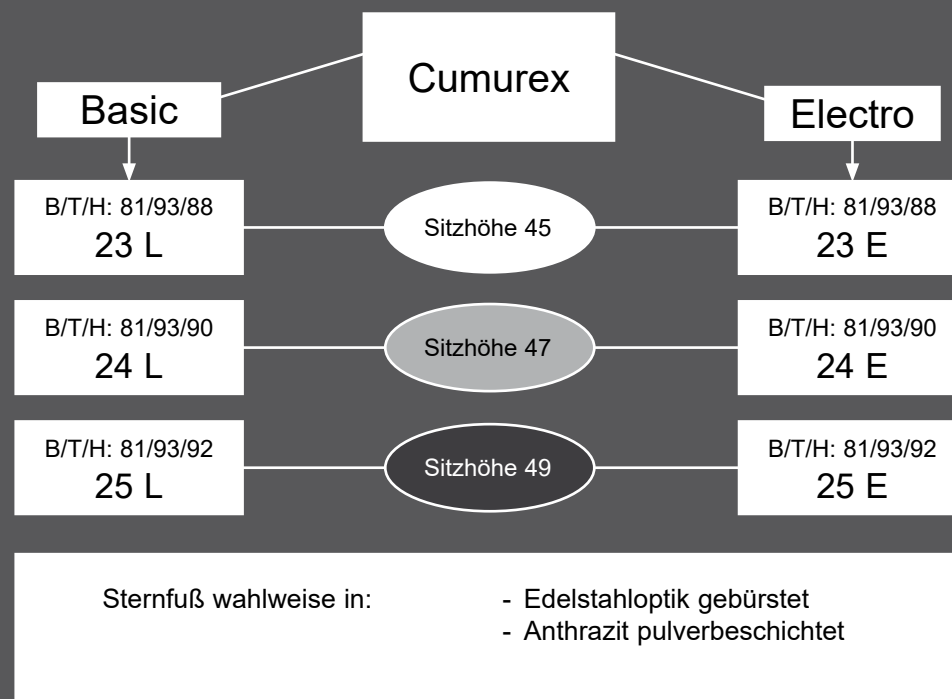 Cumurex
Basic
Electro
B/T/H: 81/93/88
23 L
Sitzhöhe 45
B/T/H: 81/93/88
23 E
B/T/H: 81/93/90
24 L
Sitzhöhe 47
B/T/H: 81/93/90
24 E
B/T/H: 81/93/92
25 L
Sitzhöhe 49
B/T/H: 81/93/92
25 E
Sternfuß wahlweise in:
- Edelstahloptik gebürstet
- Anthrazit pulverbeschichtet